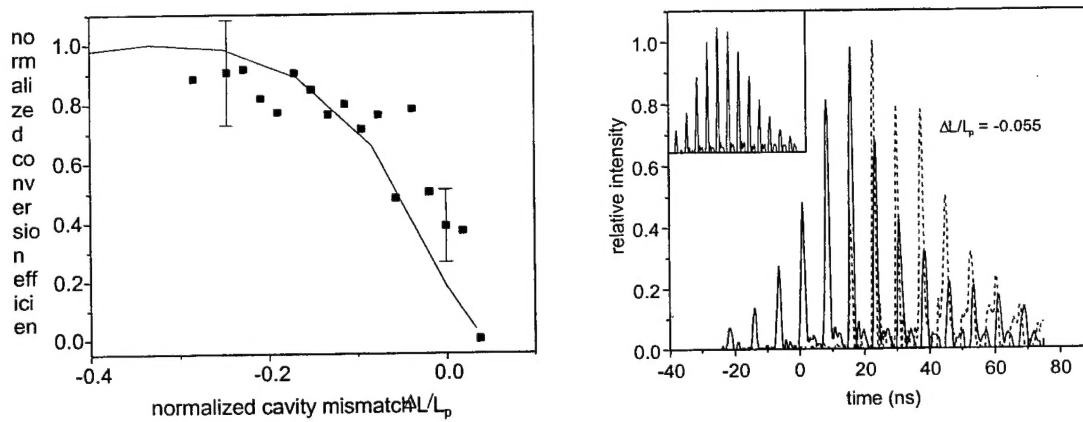 no
rm
ali
ze
d
co
nv
er
sio
n
eff
ici
en
1.0
0.8
0.6
0.4
0.2
0.0
-0.4
-0.2
0.0
normalized cavity mismatchΔL/Lp
relative intensity
1.0
0.8
0.6
0.4
0.2
0.0
ΔL/Lp = -0.055
-40
-20
0
20
40
60
80
time (ns)